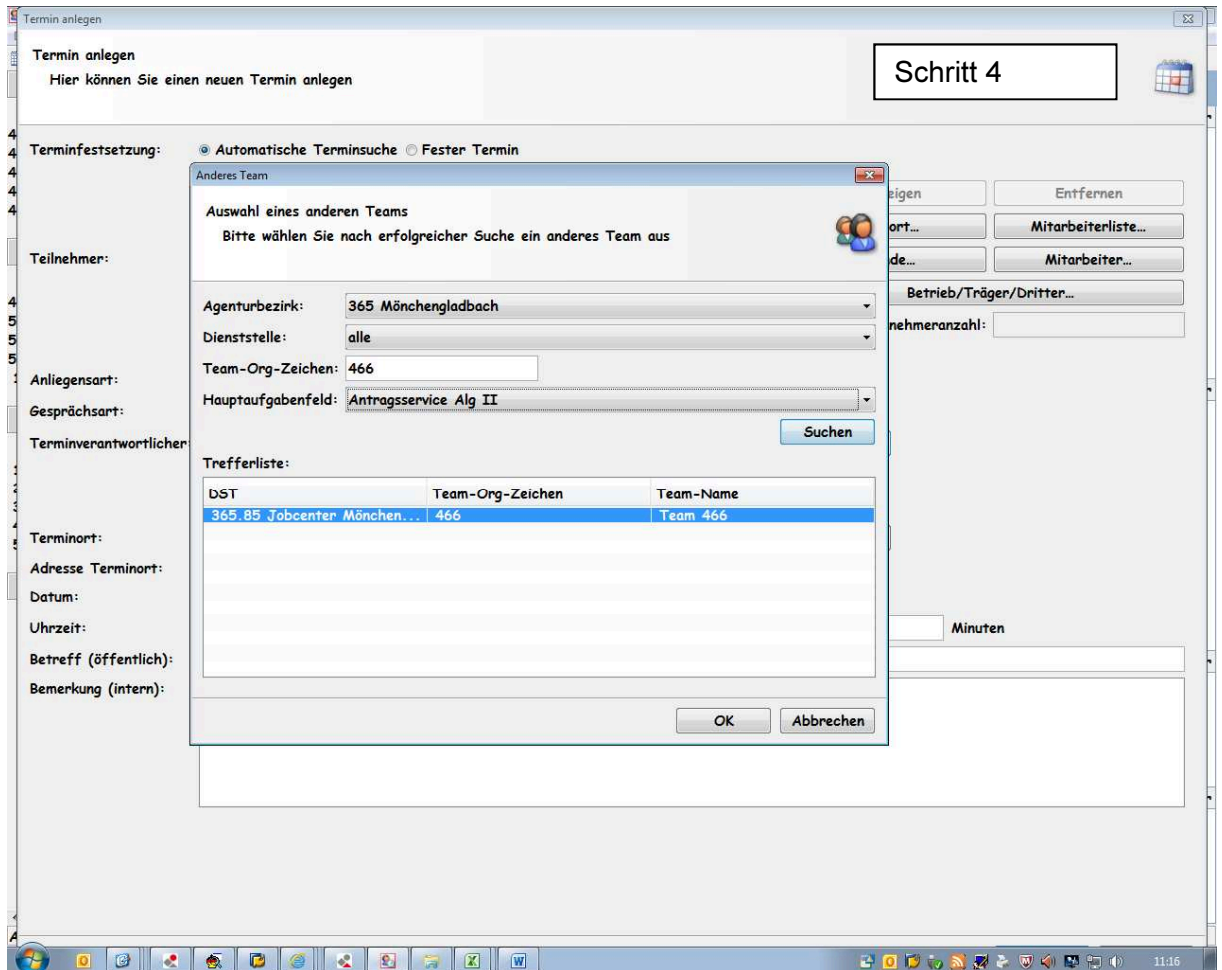 Termin anlegen
Termin anlegen
Hier können Sie einen neuen Termin anlegen
Schritt 4
Terminfestsetzung: Automatische Terminsuche Fester Termin
Anderes Team
Auswahl eines anderen Teams
Bitte wählen Sie nach erfolgreicher Suche ein anderes Team aus
Entfernen
Mitarbeiterliste...
Teilnehmer:
Mitarbeiter...
Betrieb/Träger/Dritter...
Agenturbezirk: 365 Mönchengladbach
Dienststelle: alle
Team-Org-Zeichen: 466
Hauptaufgabenfeld: Antragsservice Alg II
Suchen
Trefferliste:
DST Team-Org-Zeichen Team-Name
365.85 Jobcenter Mönchen... 466 Team 466
OK Abbrechen
Anliegensart:
Gesprächsart:
Terminverantwortlicher
Terminort:
Adresse Terminort:
Datum:
Uhrzeit: Minuten
Betreff (öffentlich):
Bemerkung (intern):
11:16